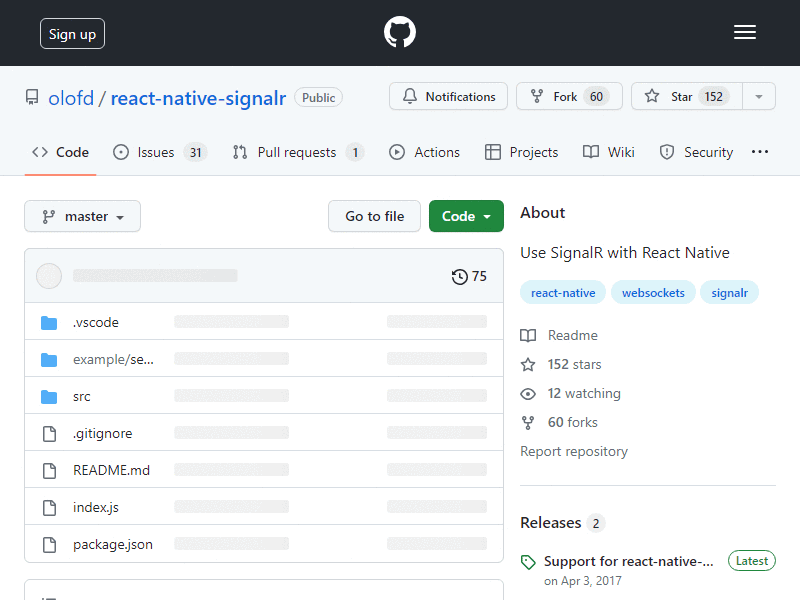 Sign up
olofd / react-native-signalr Public
Notifications Fork 60 Star 152
Code Issues 31 Pull requests 1 Actions Projects Wiki Security
master Go to file Code
75
.vscode
example/se...
src
.gitignore
README.md
index.js
package.json
About
Use SignalR with React Native
react-native websockets signalr
Readme
152 stars
12 watching
60 forks
Report repository
Releases 2
Support for react-native-... Latest
on Apr 3, 2017